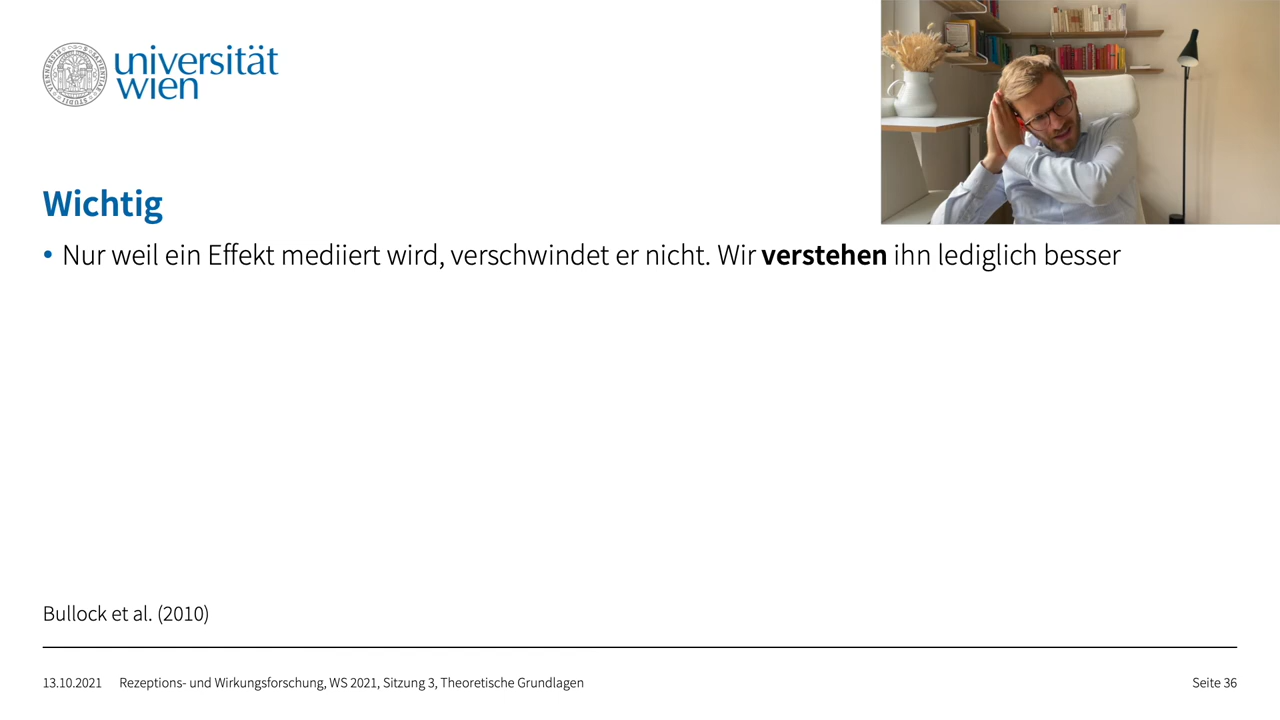 universität
wien
Wichtig
• Nur weil ein Effekt mediiert wird, verschwindet er nicht. Wir verstehen ihn lediglich besser
Bullock et al. (2010)
13.10.2021 Rezeptions- und Wirkungsforschung, WS 2021, Sitzung 3, Theoretische Grundlagen Seite 36